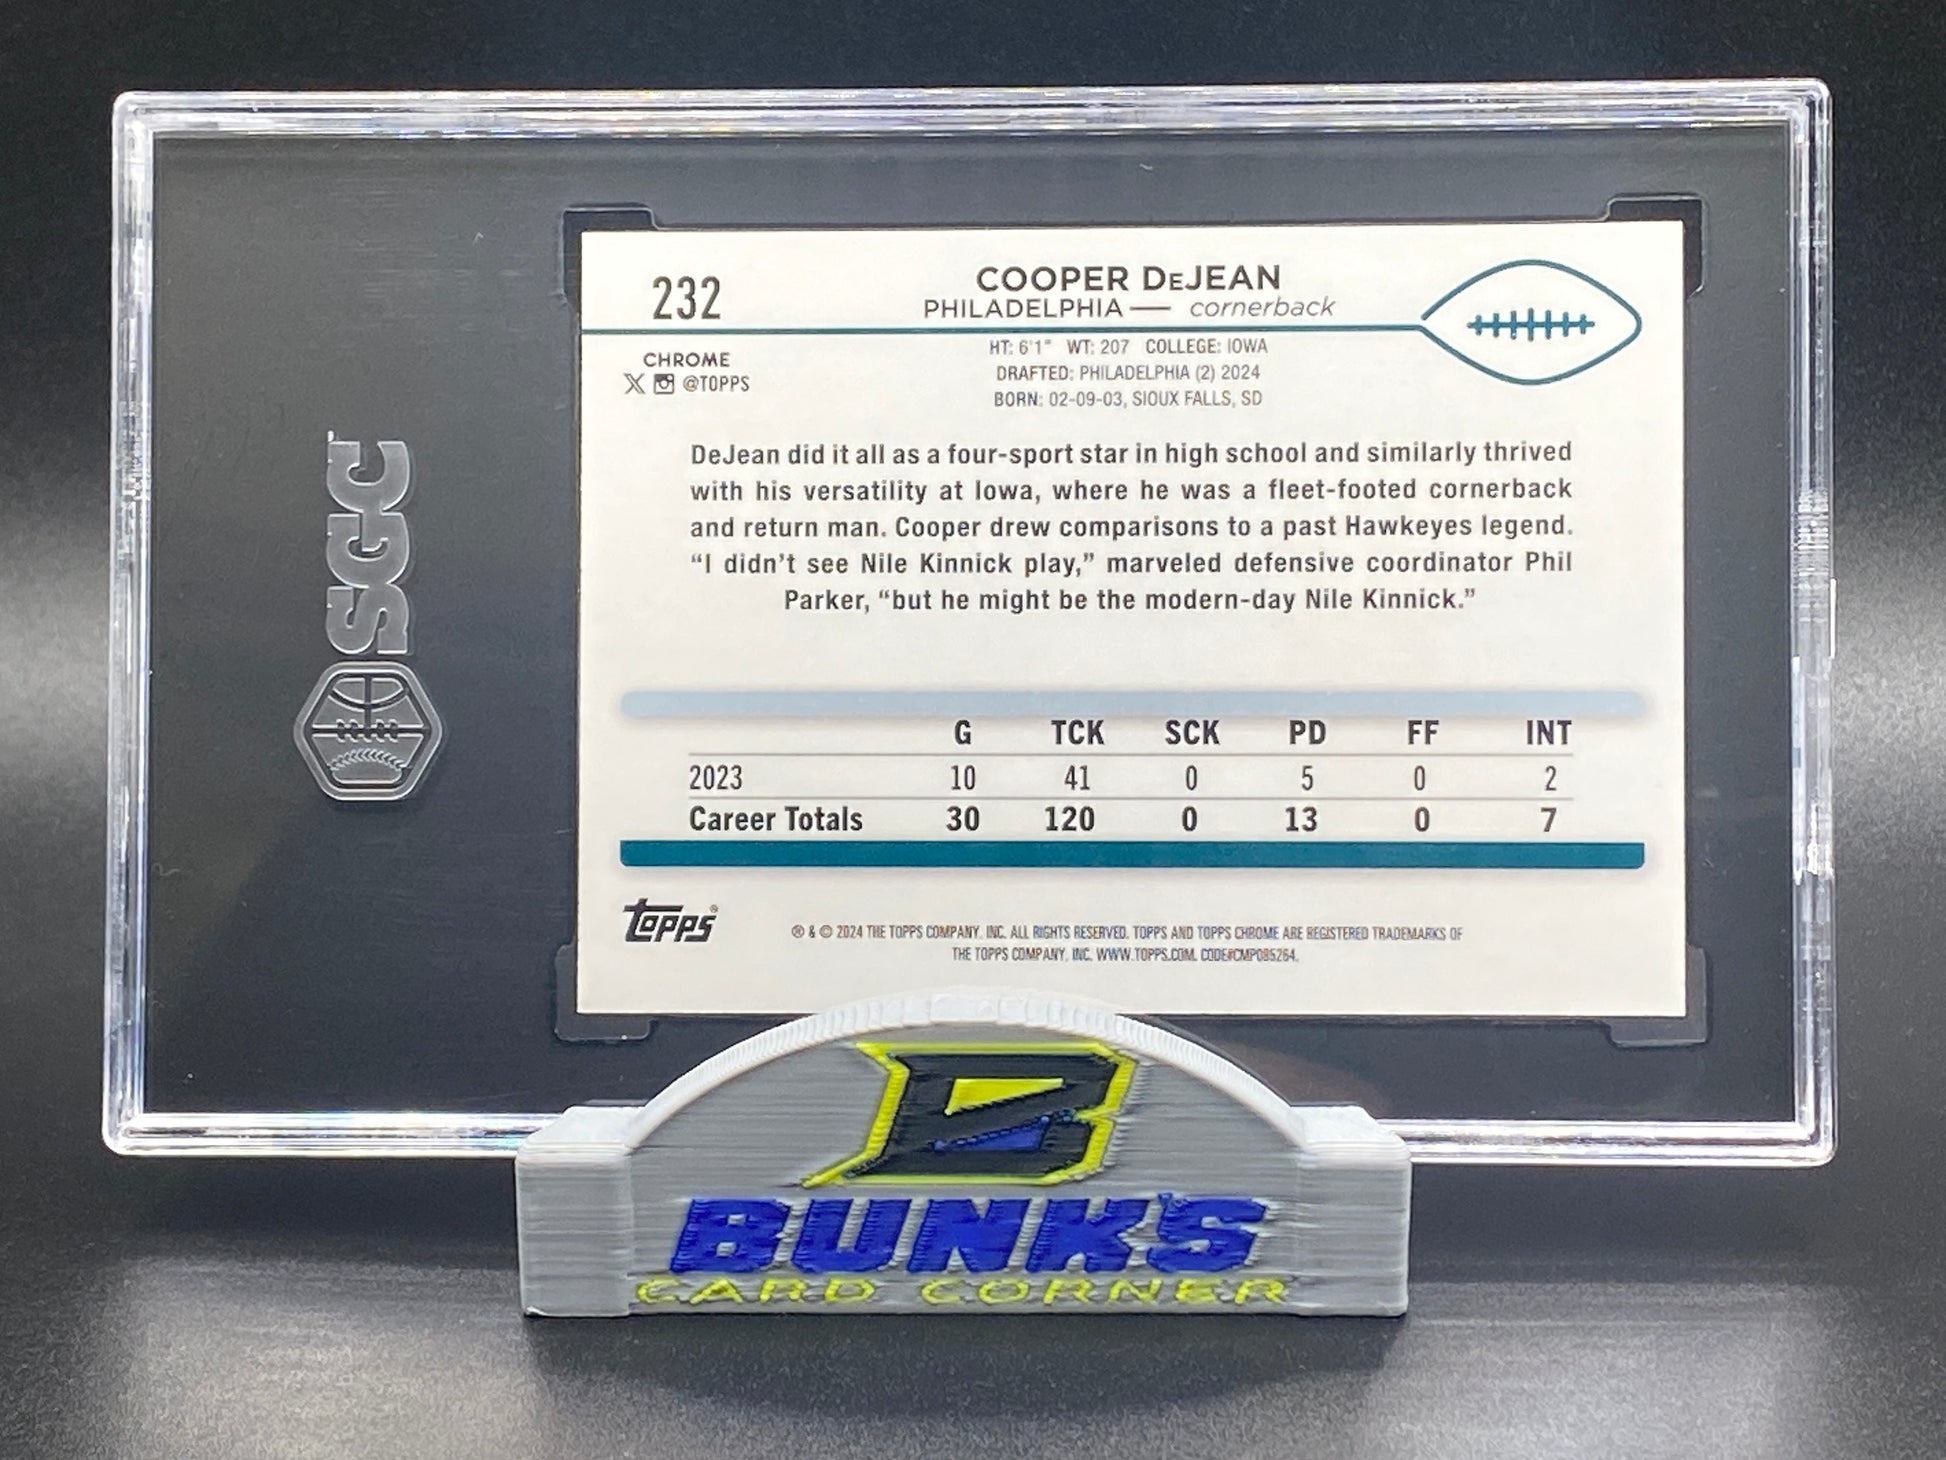 SGC
232
COOPER DeJEAN
PHILADELPHIA — cornerback
CHROME
@TOPPS
HT: 6'1" WT: 207 COLLEGE: IOWA
DRAFTED: PHILADELPHIA (2) 2024
BORN: 02-09-03, SIOUX FALLS, SD
DeJean did it all as a four-sport star in high school and similarly thrived
with his versatility at Iowa, where he was a fleet-footed cornerback
and return man. Cooper drew comparisons to a past Hawkeyes legend.
“I didn’t see Nile Kinnick play,” marveled defensive coordinator Phil
Parker, “but he might be the modern-day Nile Kinnick.”
G TCK SCK PD FF INT
2023 10 41 0 5 0 2
Career Totals 30 120 0 13 0 7
topps®
® & © 2024 THE TOPPS COMPANY, INC. ALL RIGHTS RESERVED. TOPPS AND TOPPS CHROME ARE REGISTERED TRADEMARKS OF
THE TOPPS COMPANY, INC. WWW.TOPPS.COM. CODE#CMP085264.
B
BUNK'S
CARD CORNER